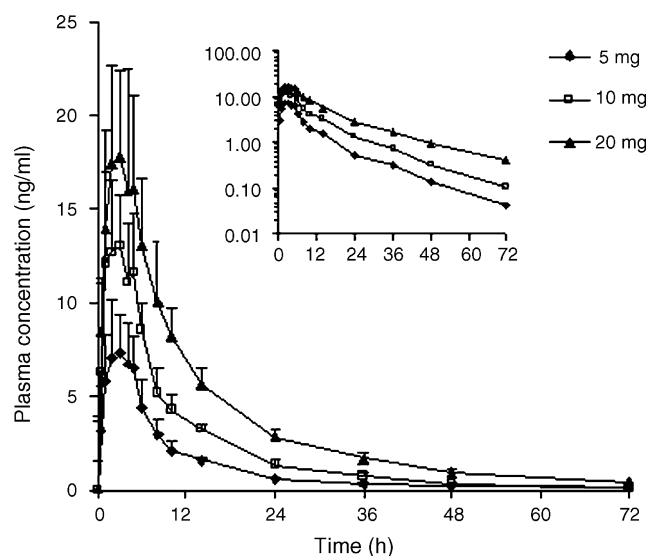 Plasma concentration (ng/ml)
25
20
15
10
5
0
0 12 24 36 48 60 72
Time (h)
100.00
10.00
1.00
0.10
0.01
0 12 24 36 48 72
5 mg
10 mg
20 mg